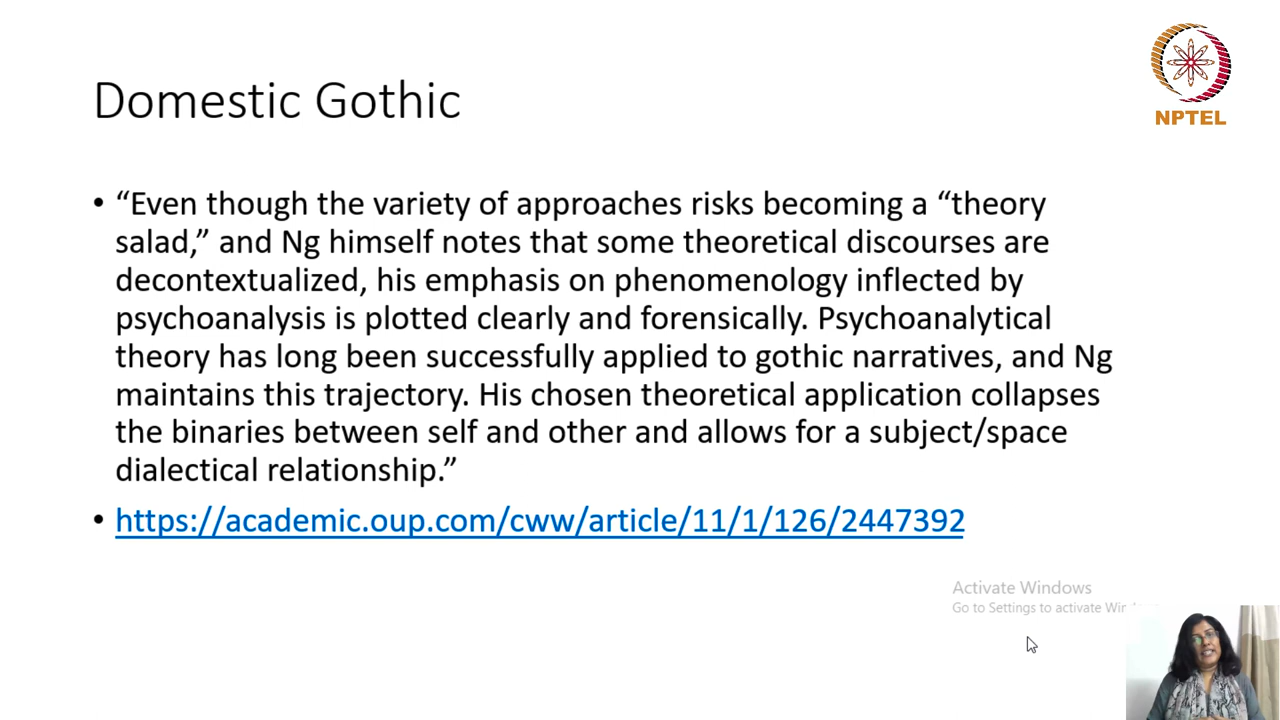 NPTEL
Domestic Gothic
• “Even though the variety of approaches risks becoming a “theory
salad,” and Ng himself notes that some theoretical discourses are
decontextualized, his emphasis on phenomenology inflected by
psychoanalysis is plotted clearly and forensically. Psychoanalytical
theory has long been successfully applied to gothic narratives, and Ng
maintains this trajectory. His chosen theoretical application collapses
the binaries between self and other and allows for a subject/space
dialectical relationship.”
• https://academic.oup.com/cww/article/11/1/126/2447392
Activate Windows
Go to Settings to activate